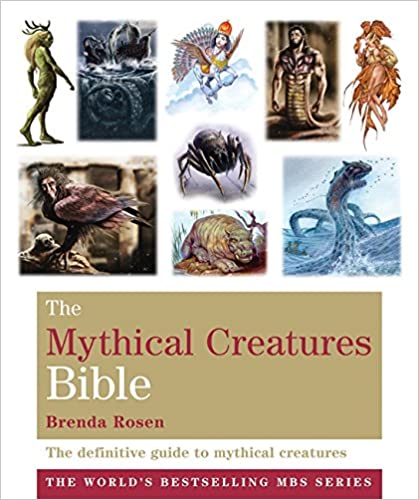 The
Mythical Creatures
Bible
Brenda Rosen
The definitive guide to mythical creatures
THE WORLD'S BESTSELLING MBS SERIES